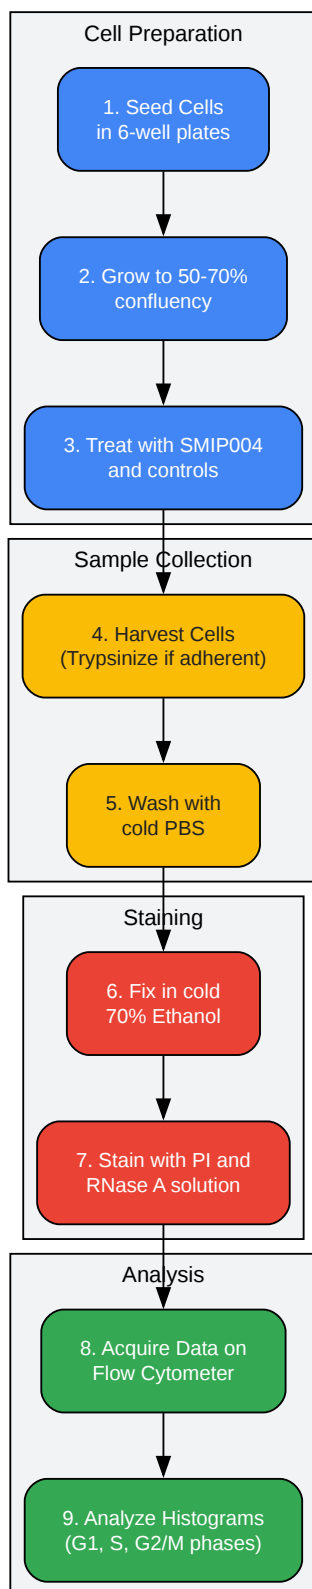 Cell Preparation
1. Seed Cells
in 6-well plates
2. Grow to 50-70%
confluency
3. Treat with SMIP004
and controls
Sample Collection
4. Harvest Cells
(Trypsinize if adherent)
5. Wash with
cold PBS
Staining
6. Fix in cold
70% Ethanol
7. Stain with PI and
RNase A solution
Analysis
8. Acquire Data on
Flow Cytometer
9. Analyze Histograms
(G1, S, G2/M phases)